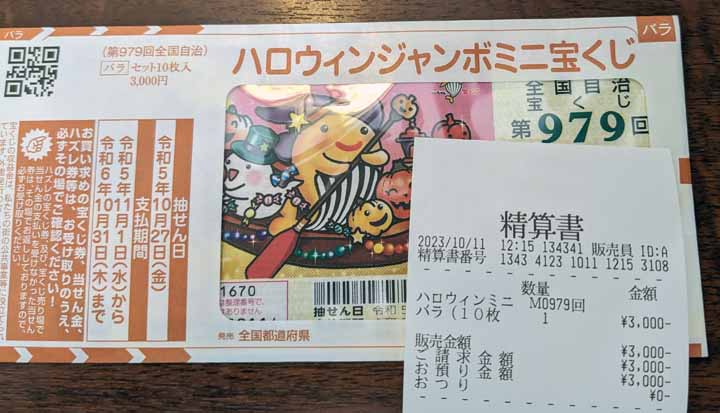 バラ
(第979回全国自治)
バラ セット10枚入
3,000円
ハロウィンジャンボミニ宝くじ
バラ
抽せん日
令和5年10月27日(金)
支払期間
令和5年11月1日(水)から
令和6年10月31日(木)まで
お買い求めの宝くじ券、当せん金、
ハズレ券等は、お受け取りのうえ、
必ずその場でご確認ください!
全国自治
宝くじ
第979回
1670
抽せん日 令和5
発売 全国都道府県
精算書
2023/10/11 12:15 134341 販売員 ID:A
精算書番号 1343 4123 1011 1215 3108
数量 金額
ハロウィンミニ M0979回
バラ(10枚 1 ¥3,000-
販売金額 ¥3,000-
ご請求金額 ¥3,000-
お預り金額 ¥3,000-
おつり ¥0-